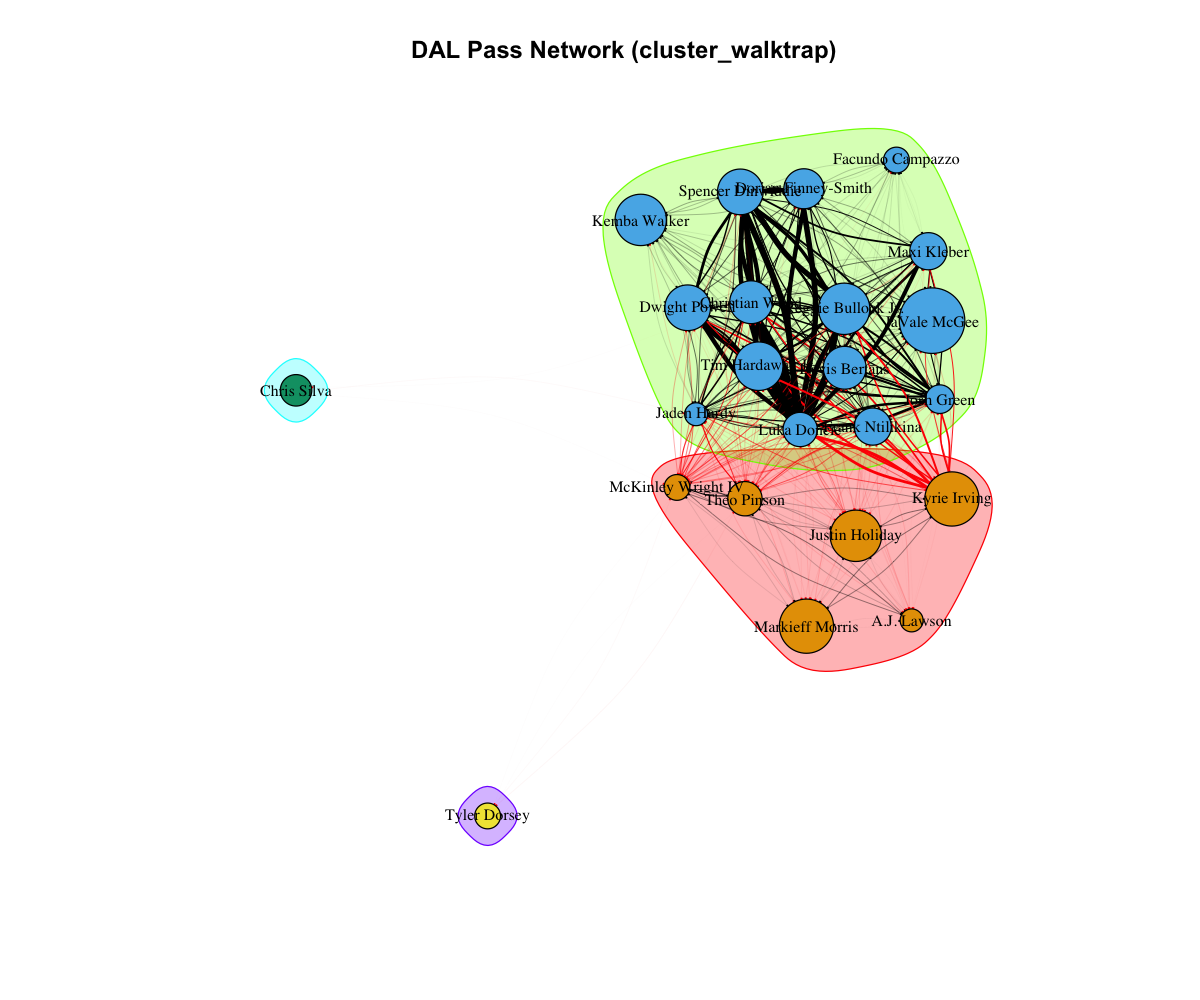 DAL Pass Network (cluster_walktrap)
Facundo Campazzo
Spencer Dinwiddie
Dorian Finney-Smith
Kemba Walker
Maxi Kleber
Dwight Powell
Christian Wood
Reggie Bullock Jr.
JaVale McGee
Tim Hardaway
Davis Bertans
Chris Silva
Josh Green
Jaden Hardy
Luka Doncic
Frank Ntilikina
McKinley Wright IV
Theo Pinson
Kyrie Irving
Justin Holiday
Markieff Morris
A.J. Lawson
Tyler Dorsey